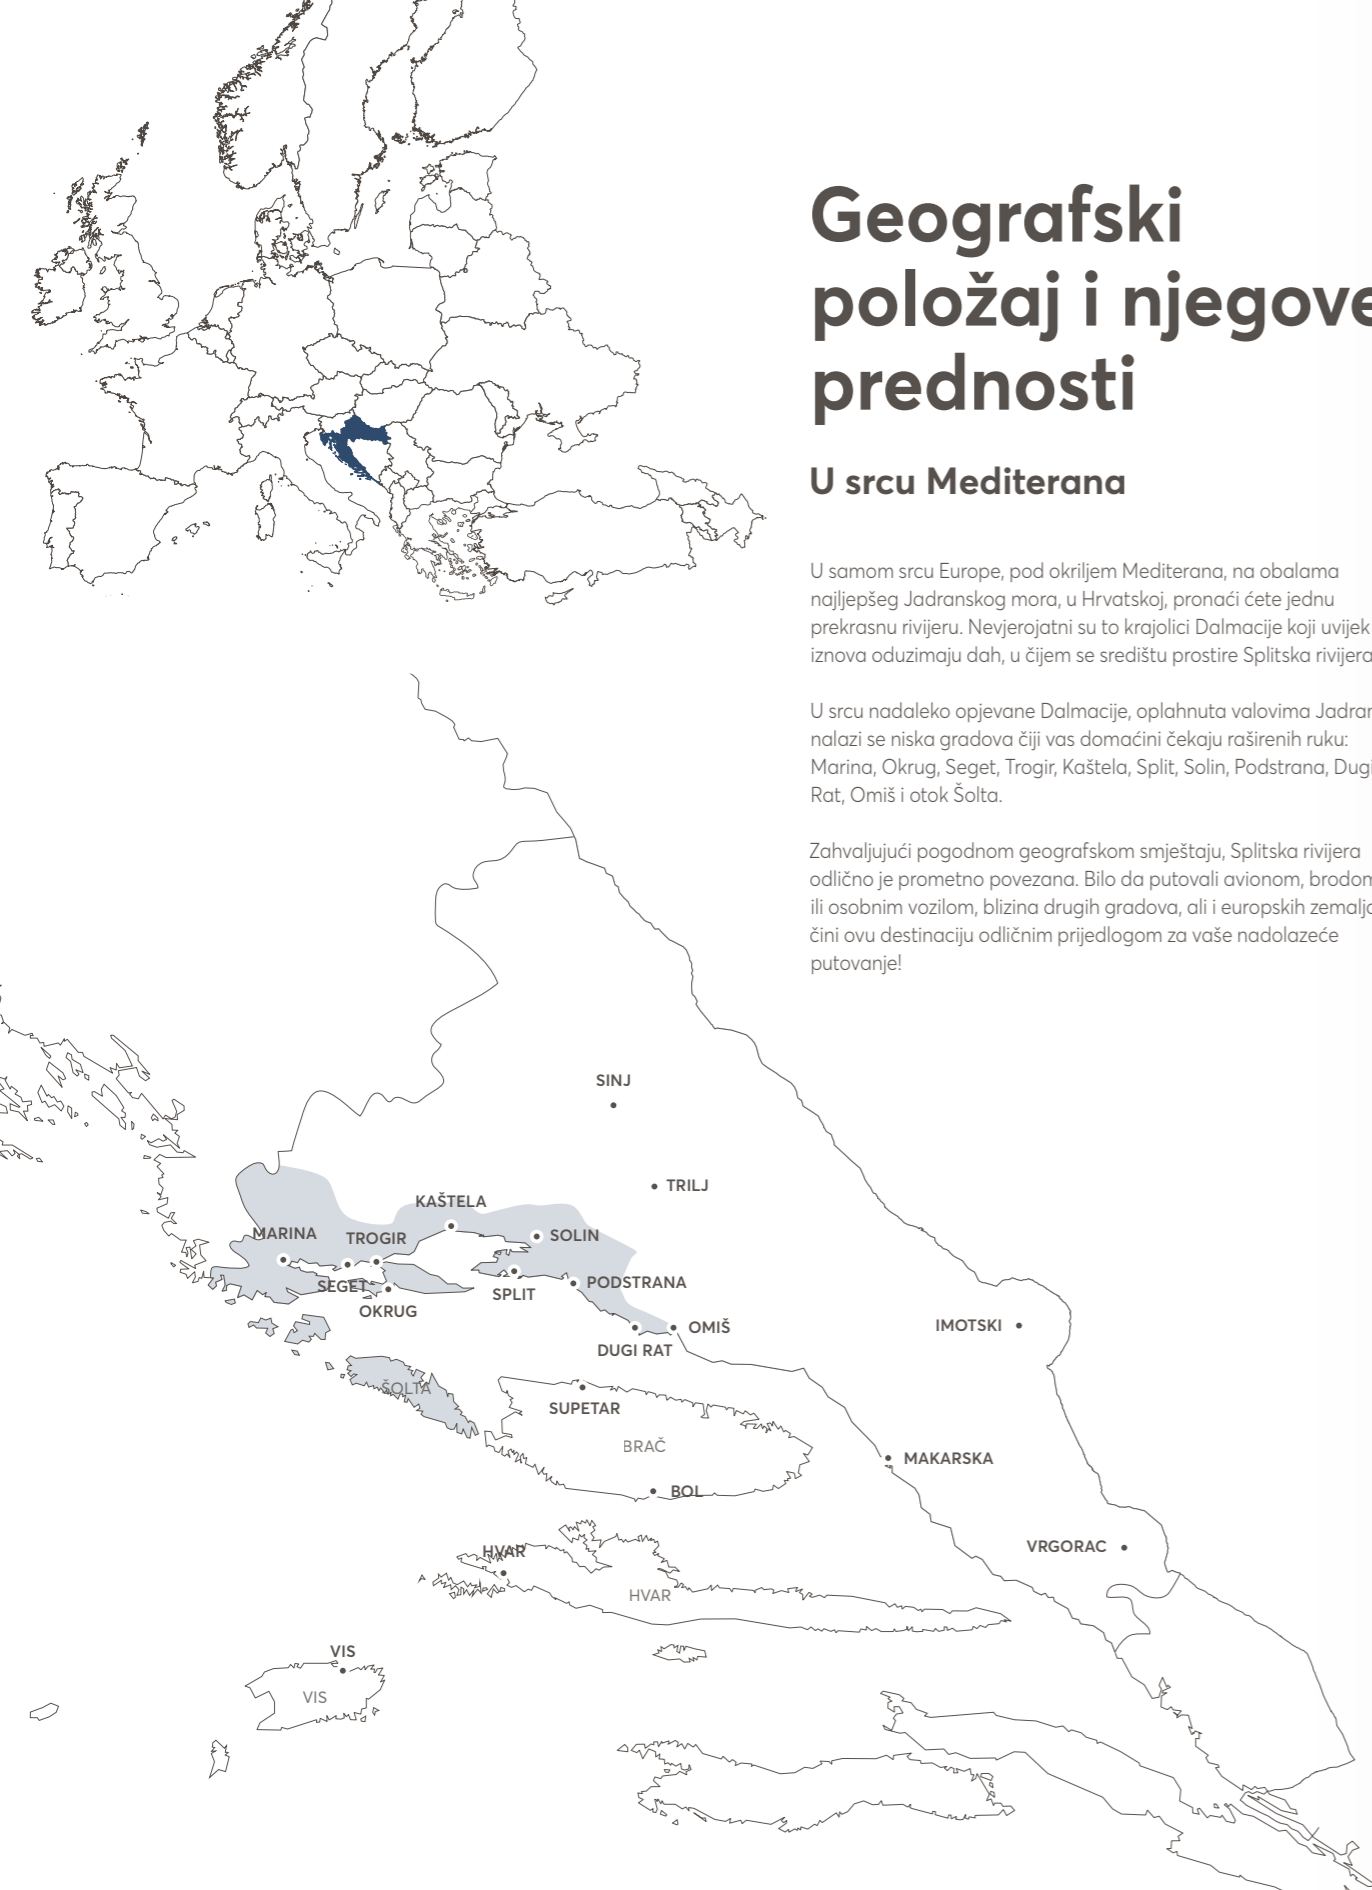 Geografski
položaj i njegove
prednosti
U srcu Mediterana
U samom srcu Europe, pod okriljem Mediterana, na obalama
najljepšeg Jadranskog mora, u Hrvatskoj, pronaći ćete jednu
prekrasnu rivijeru. Nevjerojatni su to krajolici Dalmacije koji uvijek
iznova oduzimaju dah, u čijem se središtu prostire Splitska rivijera
U srcu nadaleko opjevane Dalmacije, oplahnuta valovima
nalazi se niska gradova čiji vas domaćini čekaju raširenih ruku:
Marina, Okrug, Seget, Trogir, Kaštela, Split, Solin, Podstrana, Dugi
Rat, Omiš i otok Šolta.
Zahvaljujući pogodnom geografskom smještaju, Splitska rivijera
odlično je prometno povezana. Bilo da putovali avionom, brodom
ili osobnim vozilom, blizina drugih gradova, ali i europskih
čini ovu destinaciju odličnim prijedlogom za vaše nadolazeće
putovanje!
SINJ
TRILJ
KAŠTELA
MARINA
TROGIR
SOLIN
SEGET
SPLIT
PODSTRANA
OKRUG
OMIŠ
IMOTSKI
DUGI RAT
ŠOLTA
SUPETAR
BRAČ
MAKARSKA
BOL
VRGORAC
HVAR
HVAR
VIS
VIS